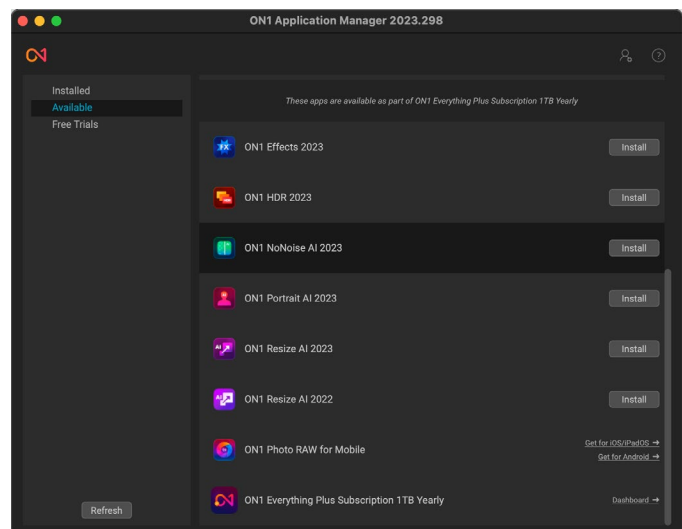 ON1 Application Manager 2023.298
Installed
Available
Free Trials
These apps are available as part of ON1 Everything Plus Subscription 1TB Yearly
FX
ON1 Effects 2023
Install
ON1 HDR 2023
Install
ON1 NoNoise AI 2023
Install
ON1 Portrait AI 2023
Install
AI
ON1 Resize AI 2023
Install
AI
ON1 Resize AI 2022
Install
ON1 Photo RAW for Mobile
Get for iOS/iPadOS →
Get for Android →
ON1 Everything Plus Subscription 1TB Yearly
Dashboard →
Refresh